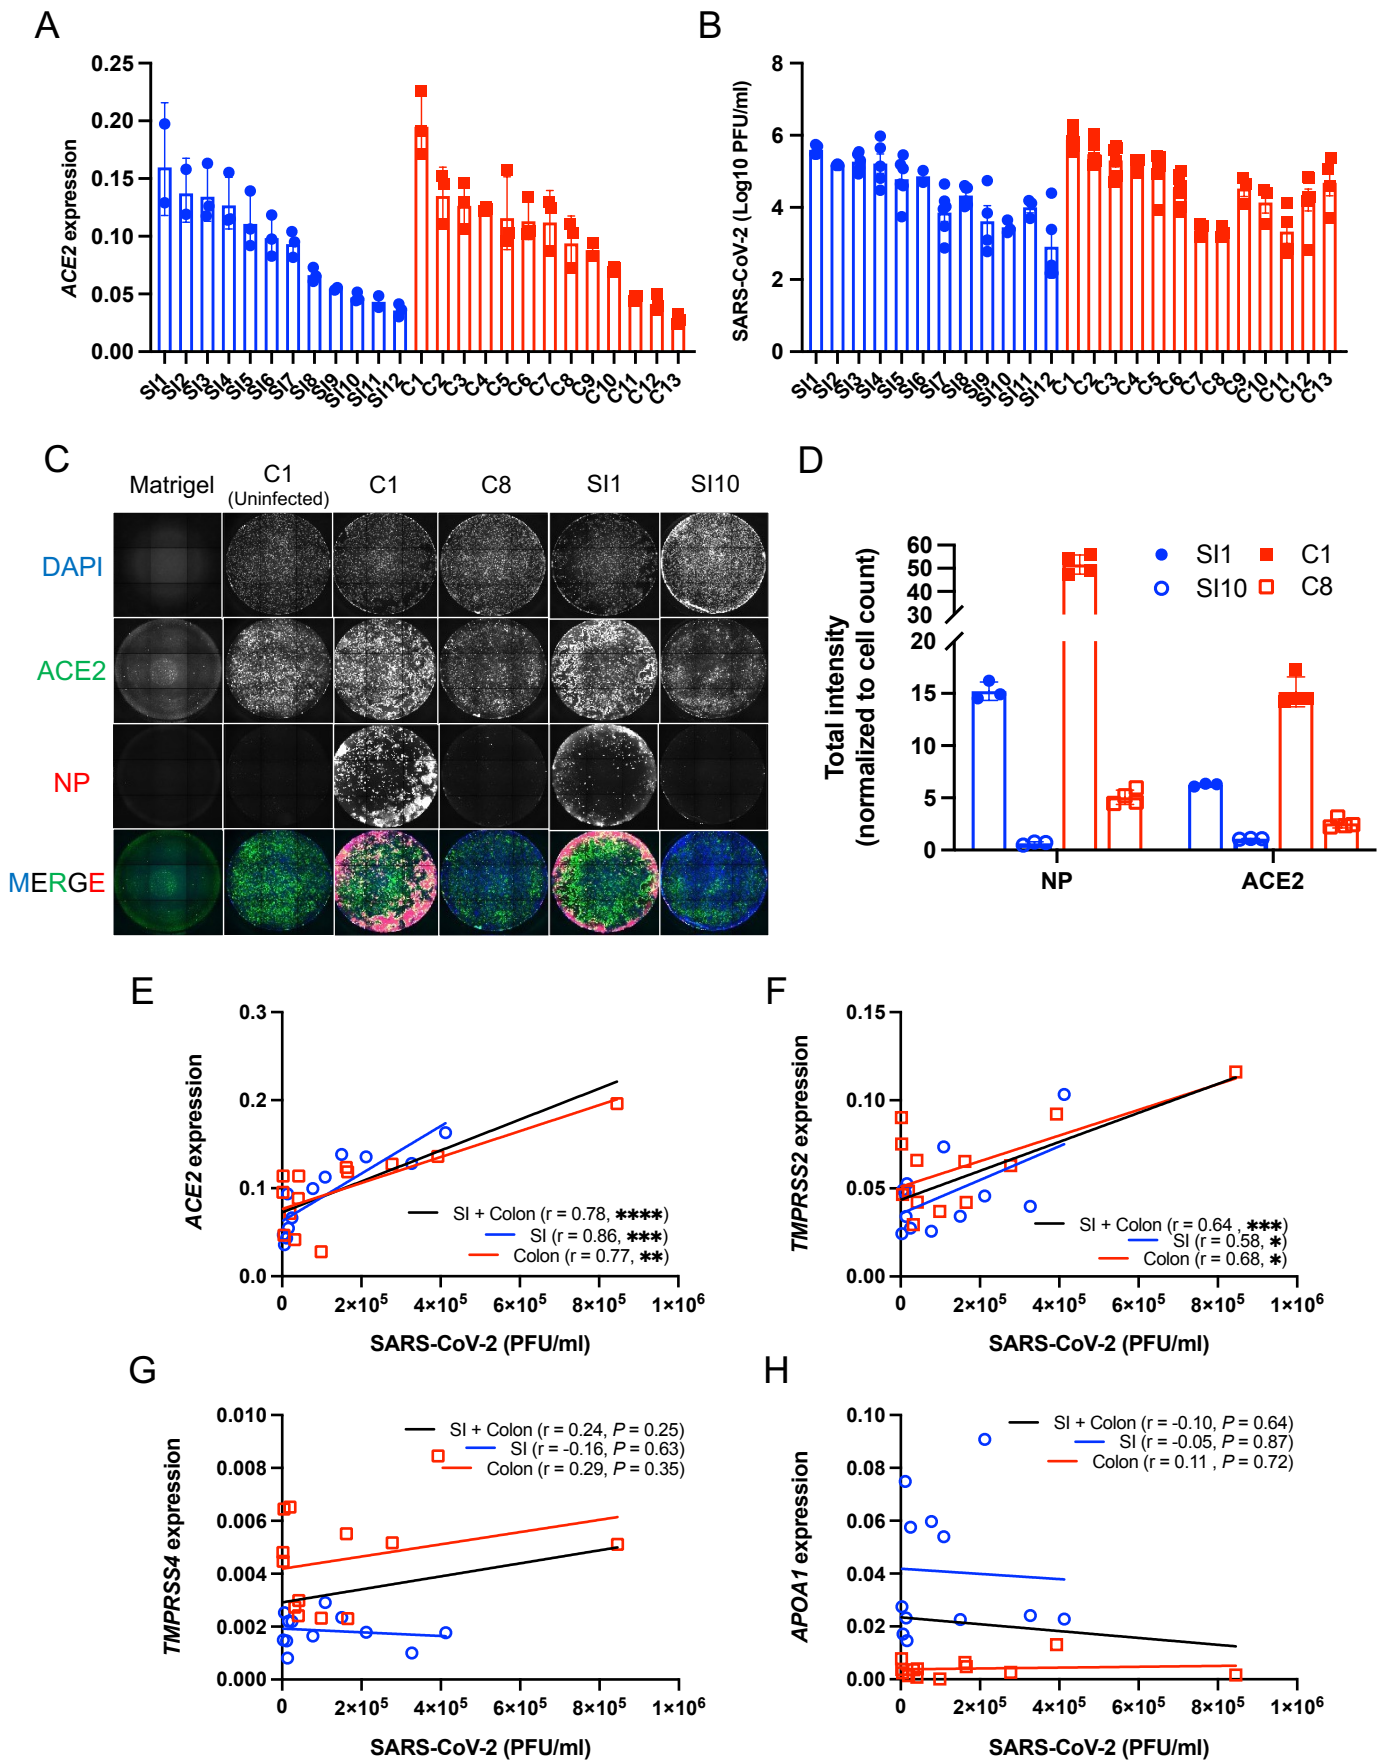 A
B
ACE2 expression
0.25
0.20
0.15
0.10
0.05
0.00
SI1 SI2 SI3 SI4 SI5 SI6 SI7 SI8 SI9 SI10 SI11 SI12 C1 C2 C3 C4 C5 C6 C7 C8 C9 C10 C11 C12 C13
SARS-CoV-2 (Log10 PFU/ml)
8
6
4
2
0
SI1 SI2 SI3 SI4 SI5 SI6 SI7 SI8 SI9 SI10 SI11 SI12 C1 C2 C3 C4 C5 C6 C7 C8 C9 C10 C11 C12 C13
C
Matrigel C1 (Uninfected) C1 C8 SI1 SI10
DAPI
ACE2
NP
MERGE
D
Total intensity
(normalized to cell count)
60
50
40
30
20
15
10
5
0
NP ACE2
SI1 C1
SI10 C8
E
ACE2 expression
0.3
0.2
0.1
0.0
SI + Colon (r = 0.78, ****)
SI (r = 0.86, ***)
Colon (r = 0.77, **)
0 2×10⁵ 4×10⁵ 6×10⁵ 8×10⁵ 1×10⁶
SARS-CoV-2 (PFU/ml)
F
TMPRSS2 expression
0.15
0.10
0.05
0.00
SI + Colon (r = 0.64 , ***)
SI (r = 0.58, *)
Colon (r = 0.68, *)
0 2×10⁵ 4×10⁵ 6×10⁵ 8×10⁵ 1×10⁶
SARS-CoV-2 (PFU/ml)
G
TMPRSS4 expression
0.010
0.008
0.006
0.004
0.002
0.000
SI + Colon (r = 0.24, P = 0.25)
SI (r = -0.16, P = 0.63)
Colon (r = 0.29, P = 0.35)
0 2×10⁵ 4×10⁵ 6×10⁵ 8×10⁵ 1×10⁶
SARS-CoV-2 (PFU/ml)
H
APOA1 expression
0.10
0.08
0.06
0.04
0.02
0.00
SI + Colon (r = -0.10, P = 0.64)
SI (r = -0.05, P = 0.87)
Colon (r = 0.11 , P = 0.72)
0 2×10⁵ 4×10⁵ 6×10⁵ 8×10⁵ 1×10⁶
SARS-CoV-2 (PFU/ml)